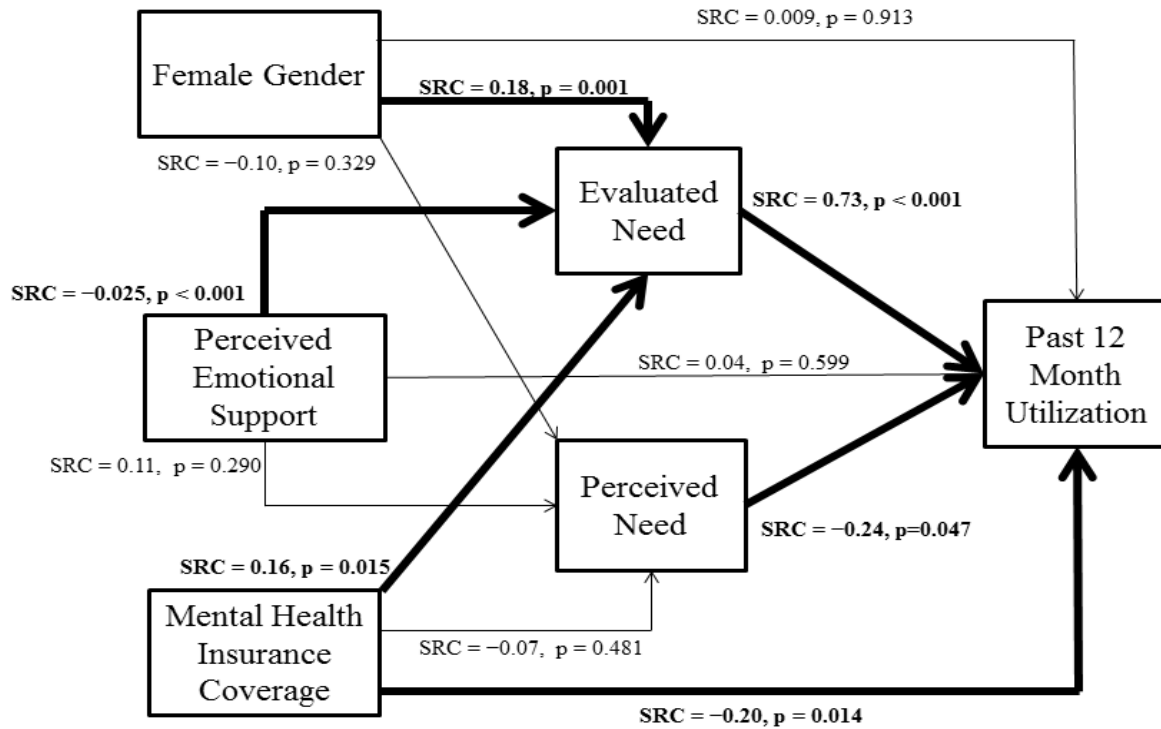 SRC = 0.009, p = 0.913
Female Gender
SRC = 0.18, p = 0.001
SRC = −0.10, p = 0.329
Evaluated
Need
SRC = 0.73, p < 0.001
SRC = −0.025, p < 0.001
Perceived
Emotional
Support
SRC = 0.04, p = 0.599
Past 12
Month
Utilization
SRC = 0.11, p = 0.290
Perceived
Need
SRC = −0.24, p=0.047
SRC = 0.16, p = 0.015
Mental Health
Insurance
Coverage
SRC = −0.07, p = 0.481
SRC = −0.20, p = 0.014